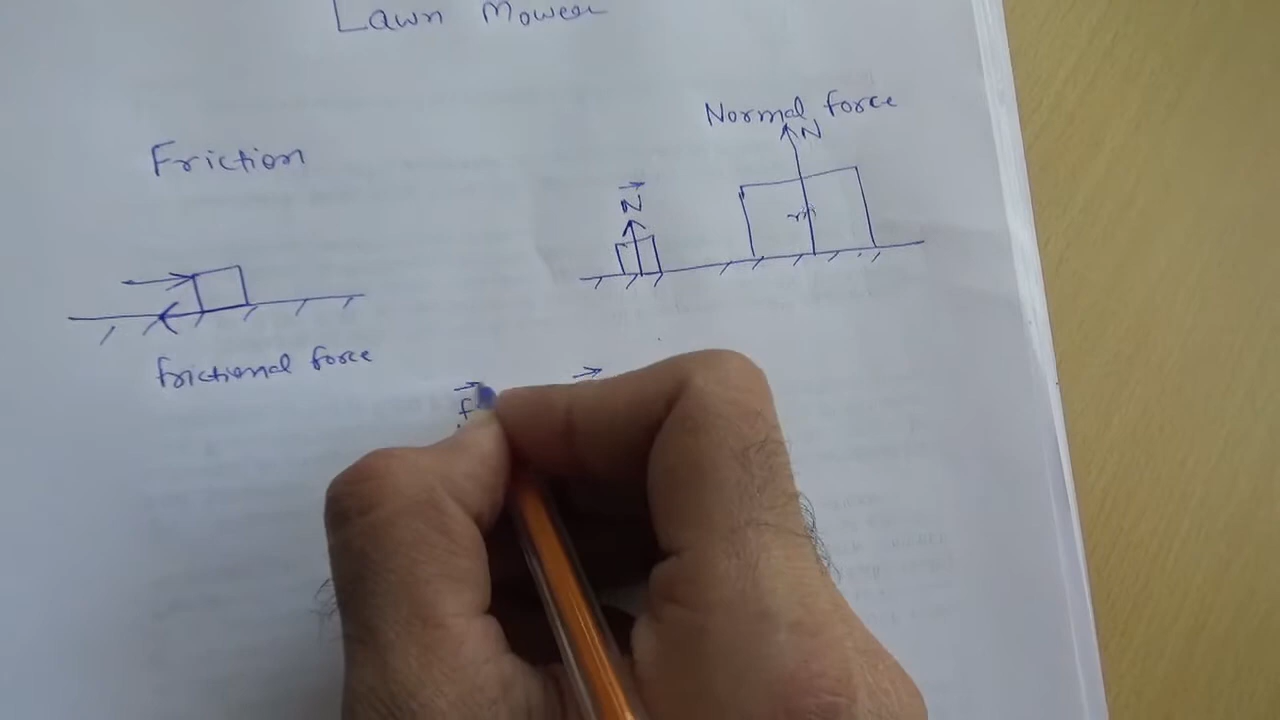 Lawn Mower
Friction
Normal force
N
N
m
frictional force
f